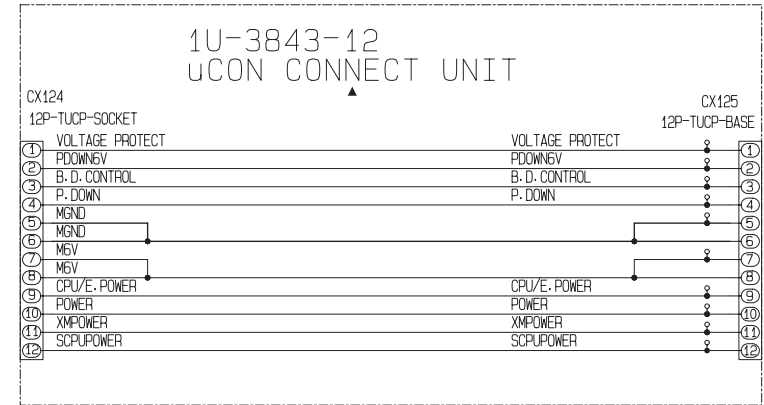 1U-3843-12
uCON CONNECT UNIT
CX124
12P-TUCP-SOCKET
CX125
12P-TUCP-BASE
1 VOLTAGE PROTECT VOLTAGE PROTECT 1
2 PDOWN6V PDOWN6V 2
3 B.D.CONTROL B.D.CONTROL 3
4 P.DOWN P.DOWN 4
5 MGND 5
6 MGND 6
7 M6V 7
8 M6V 8
9 CPU/E.POWER CPU/E.POWER 9
10 POWER POWER 10
11 XMPOWER XMPOWER 11
12 SCPUPOWER SCPUPOWER 12